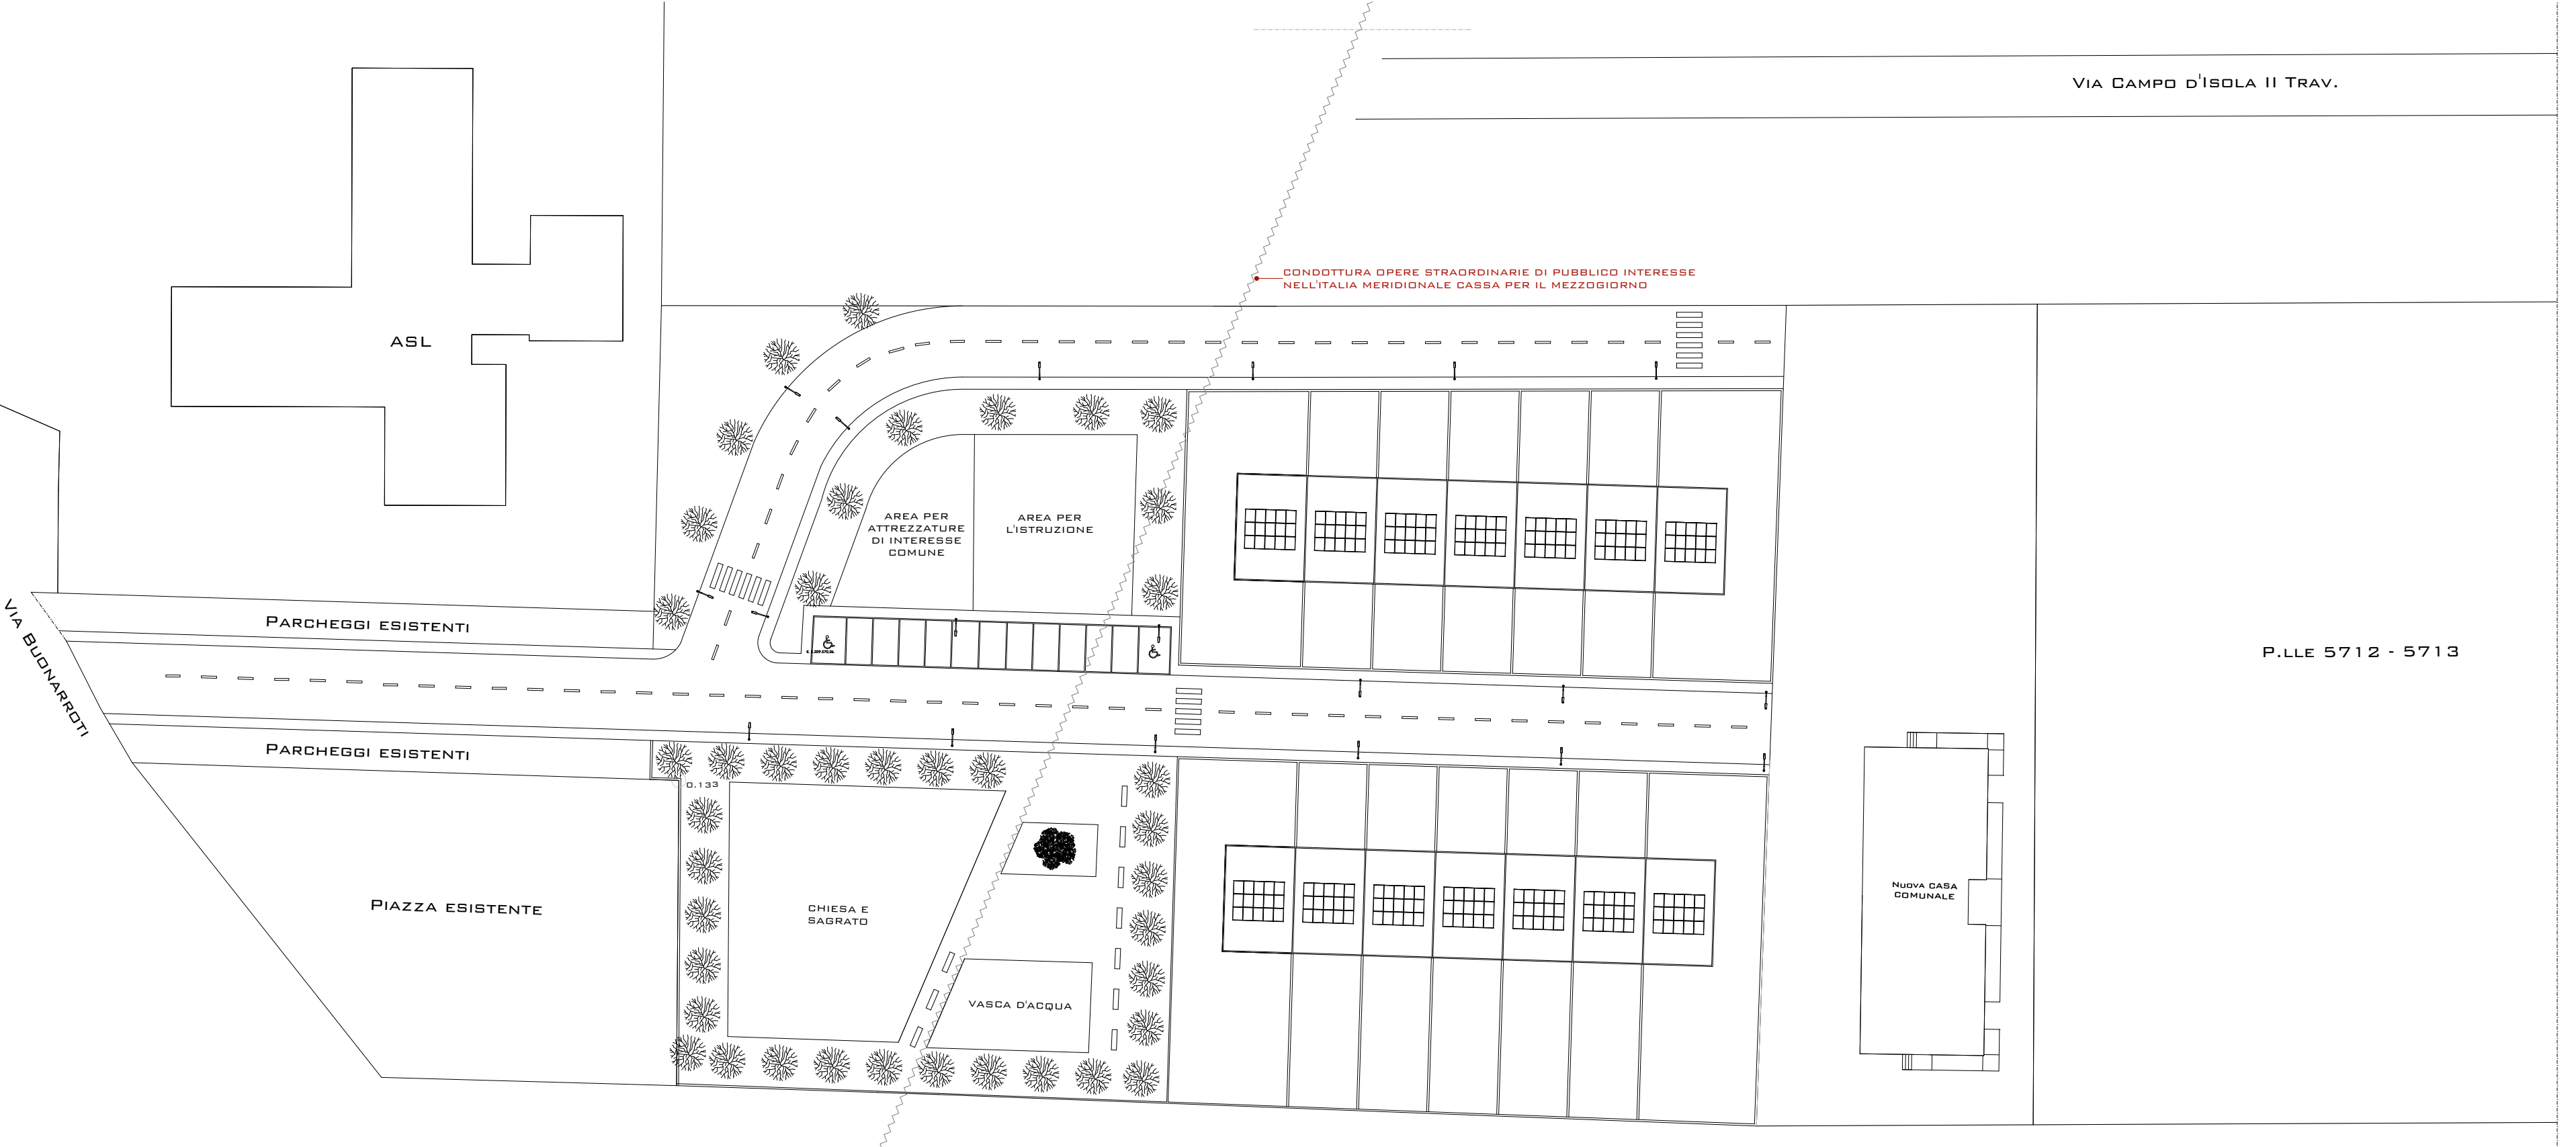 Via Campo d'Isola II Trav.
CONDOTTURA OPERE STRAORDINARIE DI PUBBLICO INTERESSE
NELL'ITALIA MERIDIONALE CASSA PER IL MEZZOGIORNO
ASL
AREA PER
ATTREZZATURE
DI INTERESSE
COMUNE
AREA PER
L'ISTRUZIONE
Via Buonarroti
Parcheggi esistenti
P.lle 5712 - 5713
Parcheggi esistenti
0.133
Piazza esistente
CHIESA E
SAGRATO
VASCA D'ACQUA
Nuova CASA
COMUNALE